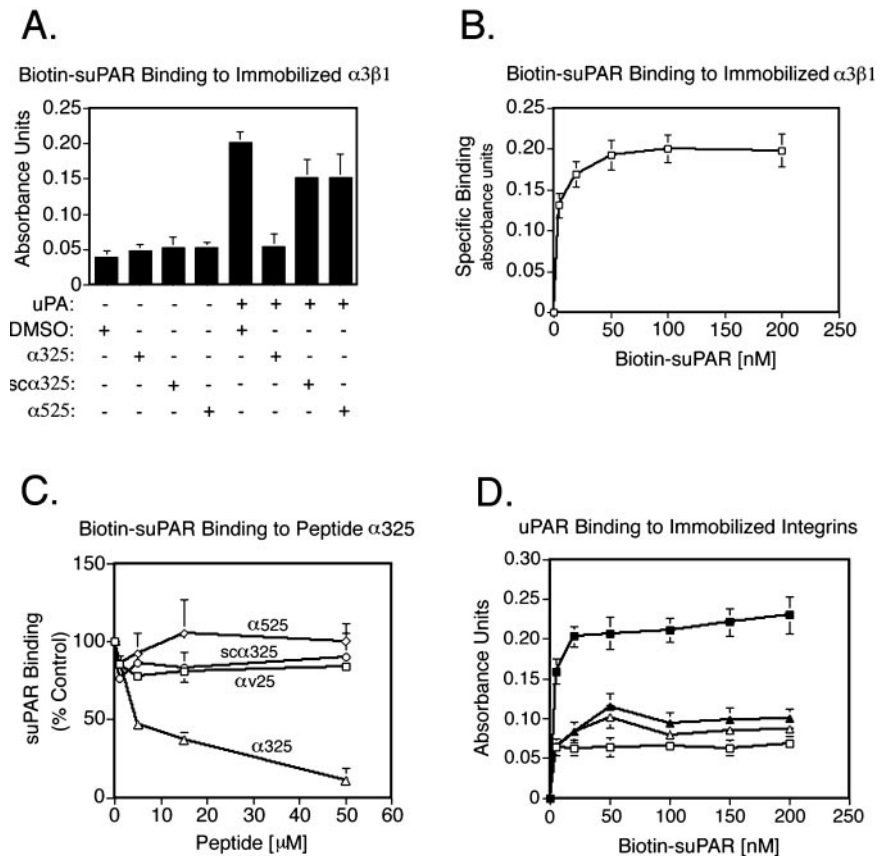 A.
Biotin-suPAR Binding to Immobilized α3β1
Absorbance Units
0.25
0.20
0.15
0.10
0.05
0
uPA: - - - - + + + +
DMSO: + - - - + - - -
α325: - + - - - + - -
scα325: - - + - - - + -
α525: - - - + - - - +
B.
Biotin-suPAR Binding to Immobilized α3β1
Specific Binding
absorbance units
0.25
0.20
0.15
0.10
0.05
0
0 50 100 150 200 250
Biotin-suPAR [nM]
C.
Biotin-suPAR Binding to Peptide α325
suPAR Binding
(% Control)
150
100
50
0
α525
scα325
αv25
α325
0 10 20 30 40 50 60
Peptide [μM]
D.
uPAR Binding to Immobilized Integrins
Absorbance Units
0.30
0.25
0.20
0.15
0.10
0.05
0
0 50 100 150 200 250
Biotin-suPAR [nM]